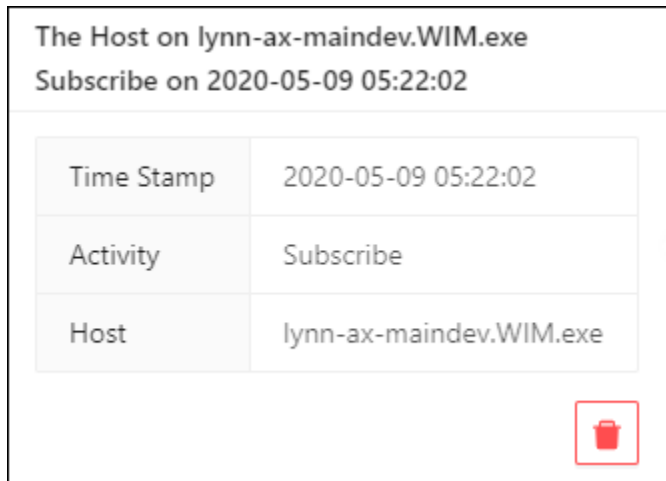 The Host on lynn-ax-maindev.WIM.exe
Subscribe on 2020-05-09 05:22:02
Time Stamp 2020-05-09 05:22:02
Activity Subscribe
Host lynn-ax-maindev.WIM.exe